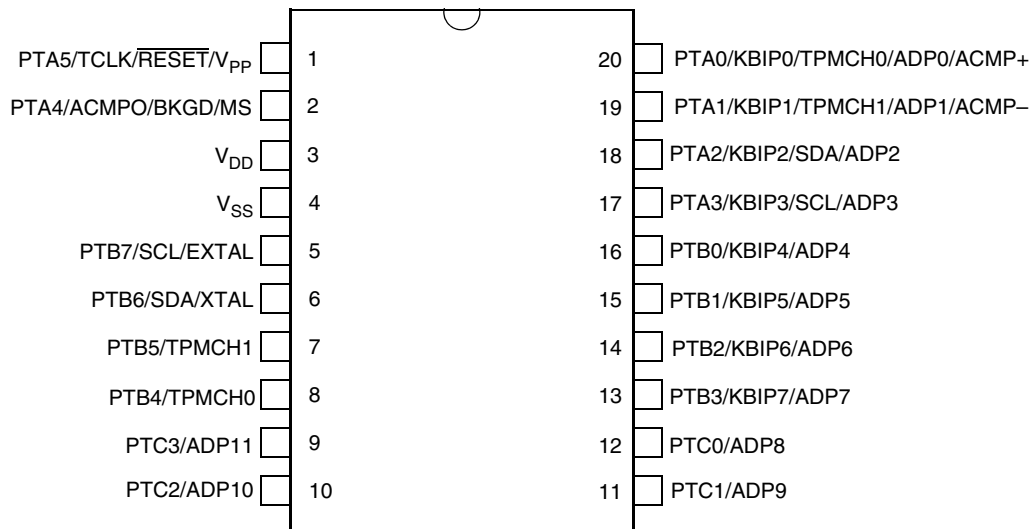 PTA5/TCLK/RESET/VPP 1 20 PTA0/KBIP0/TPMCH0/ADP0/ACMP+
PTA4/ACMPO/BKGD/MS 2 19 PTA1/KBIP1/TPMCH1/ADP1/ACMP–
VDD 3 18 PTA2/KBIP2/SDA/ADP2
VSS 4 17 PTA3/KBIP3/SCL/ADP3
PTB7/SCL/EXTAL 5 16 PTB0/KBIP4/ADP4
PTB6/SDA/XTAL 6 15 PTB1/KBIP5/ADP5
PTB5/TPMCH1 7 14 PTB2/KBIP6/ADP6
PTB4/TPMCH0 8 13 PTB3/KBIP7/ADP7
PTC3/ADP11 9 12 PTC0/ADP8
PTC2/ADP10 10 11 PTC1/ADP9